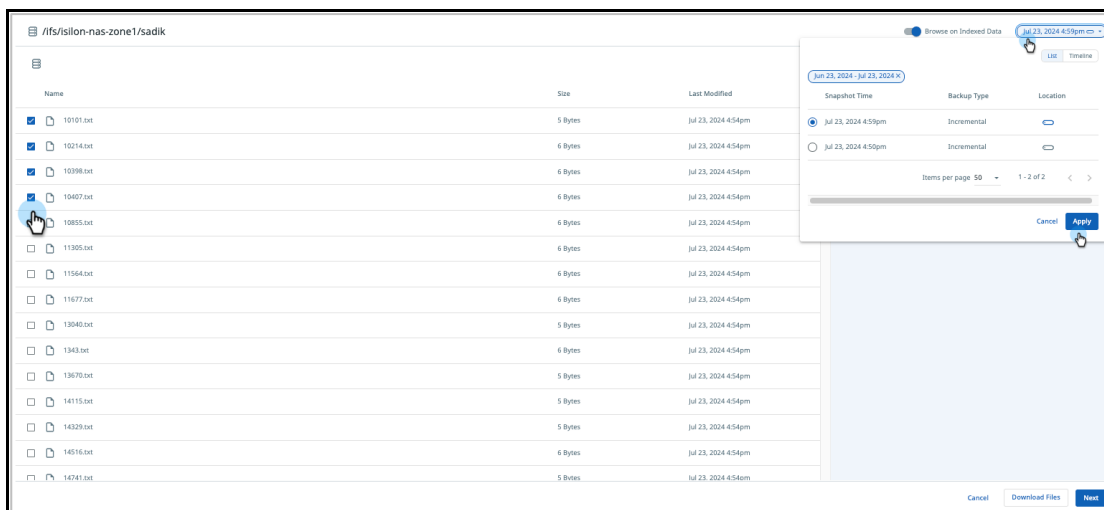 /ifs/isilon-nas-zone1/sadik
Browse on Indexed Data
Jul 23, 2024 4:59pm
List Timeline
Jun 23, 2024 - Jul 23, 2024 ×
Snapshot Time Backup Type Location
Jul 23, 2024 4:59pm Incremental
Jul 23, 2024 4:50pm Incremental
Items per page 50 1 - 2 of 2
Cancel Apply
Name Size Last Modified
10101.txt 5 Bytes Jul 23, 2024 4:54pm
10214.txt 6 Bytes Jul 23, 2024 4:54pm
10398.txt 6 Bytes Jul 23, 2024 4:54pm
10407.txt 6 Bytes Jul 23, 2024 4:54pm
10855.txt 6 Bytes Jul 23, 2024 4:54pm
11305.txt 6 Bytes Jul 23, 2024 4:54pm
11564.txt 6 Bytes Jul 23, 2024 4:54pm
11677.txt 6 Bytes Jul 23, 2024 4:54pm
13040.txt 5 Bytes Jul 23, 2024 4:54pm
1343.txt 6 Bytes Jul 23, 2024 4:54pm
13670.txt 5 Bytes Jul 23, 2024 4:54pm
14115.txt 5 Bytes Jul 23, 2024 4:54pm
14329.txt 5 Bytes Jul 23, 2024 4:54pm
14516.txt 6 Bytes Jul 23, 2024 4:54pm
14741.txt 5 Bytes Jul 23, 2024 4:54pm
Cancel Download Files Next